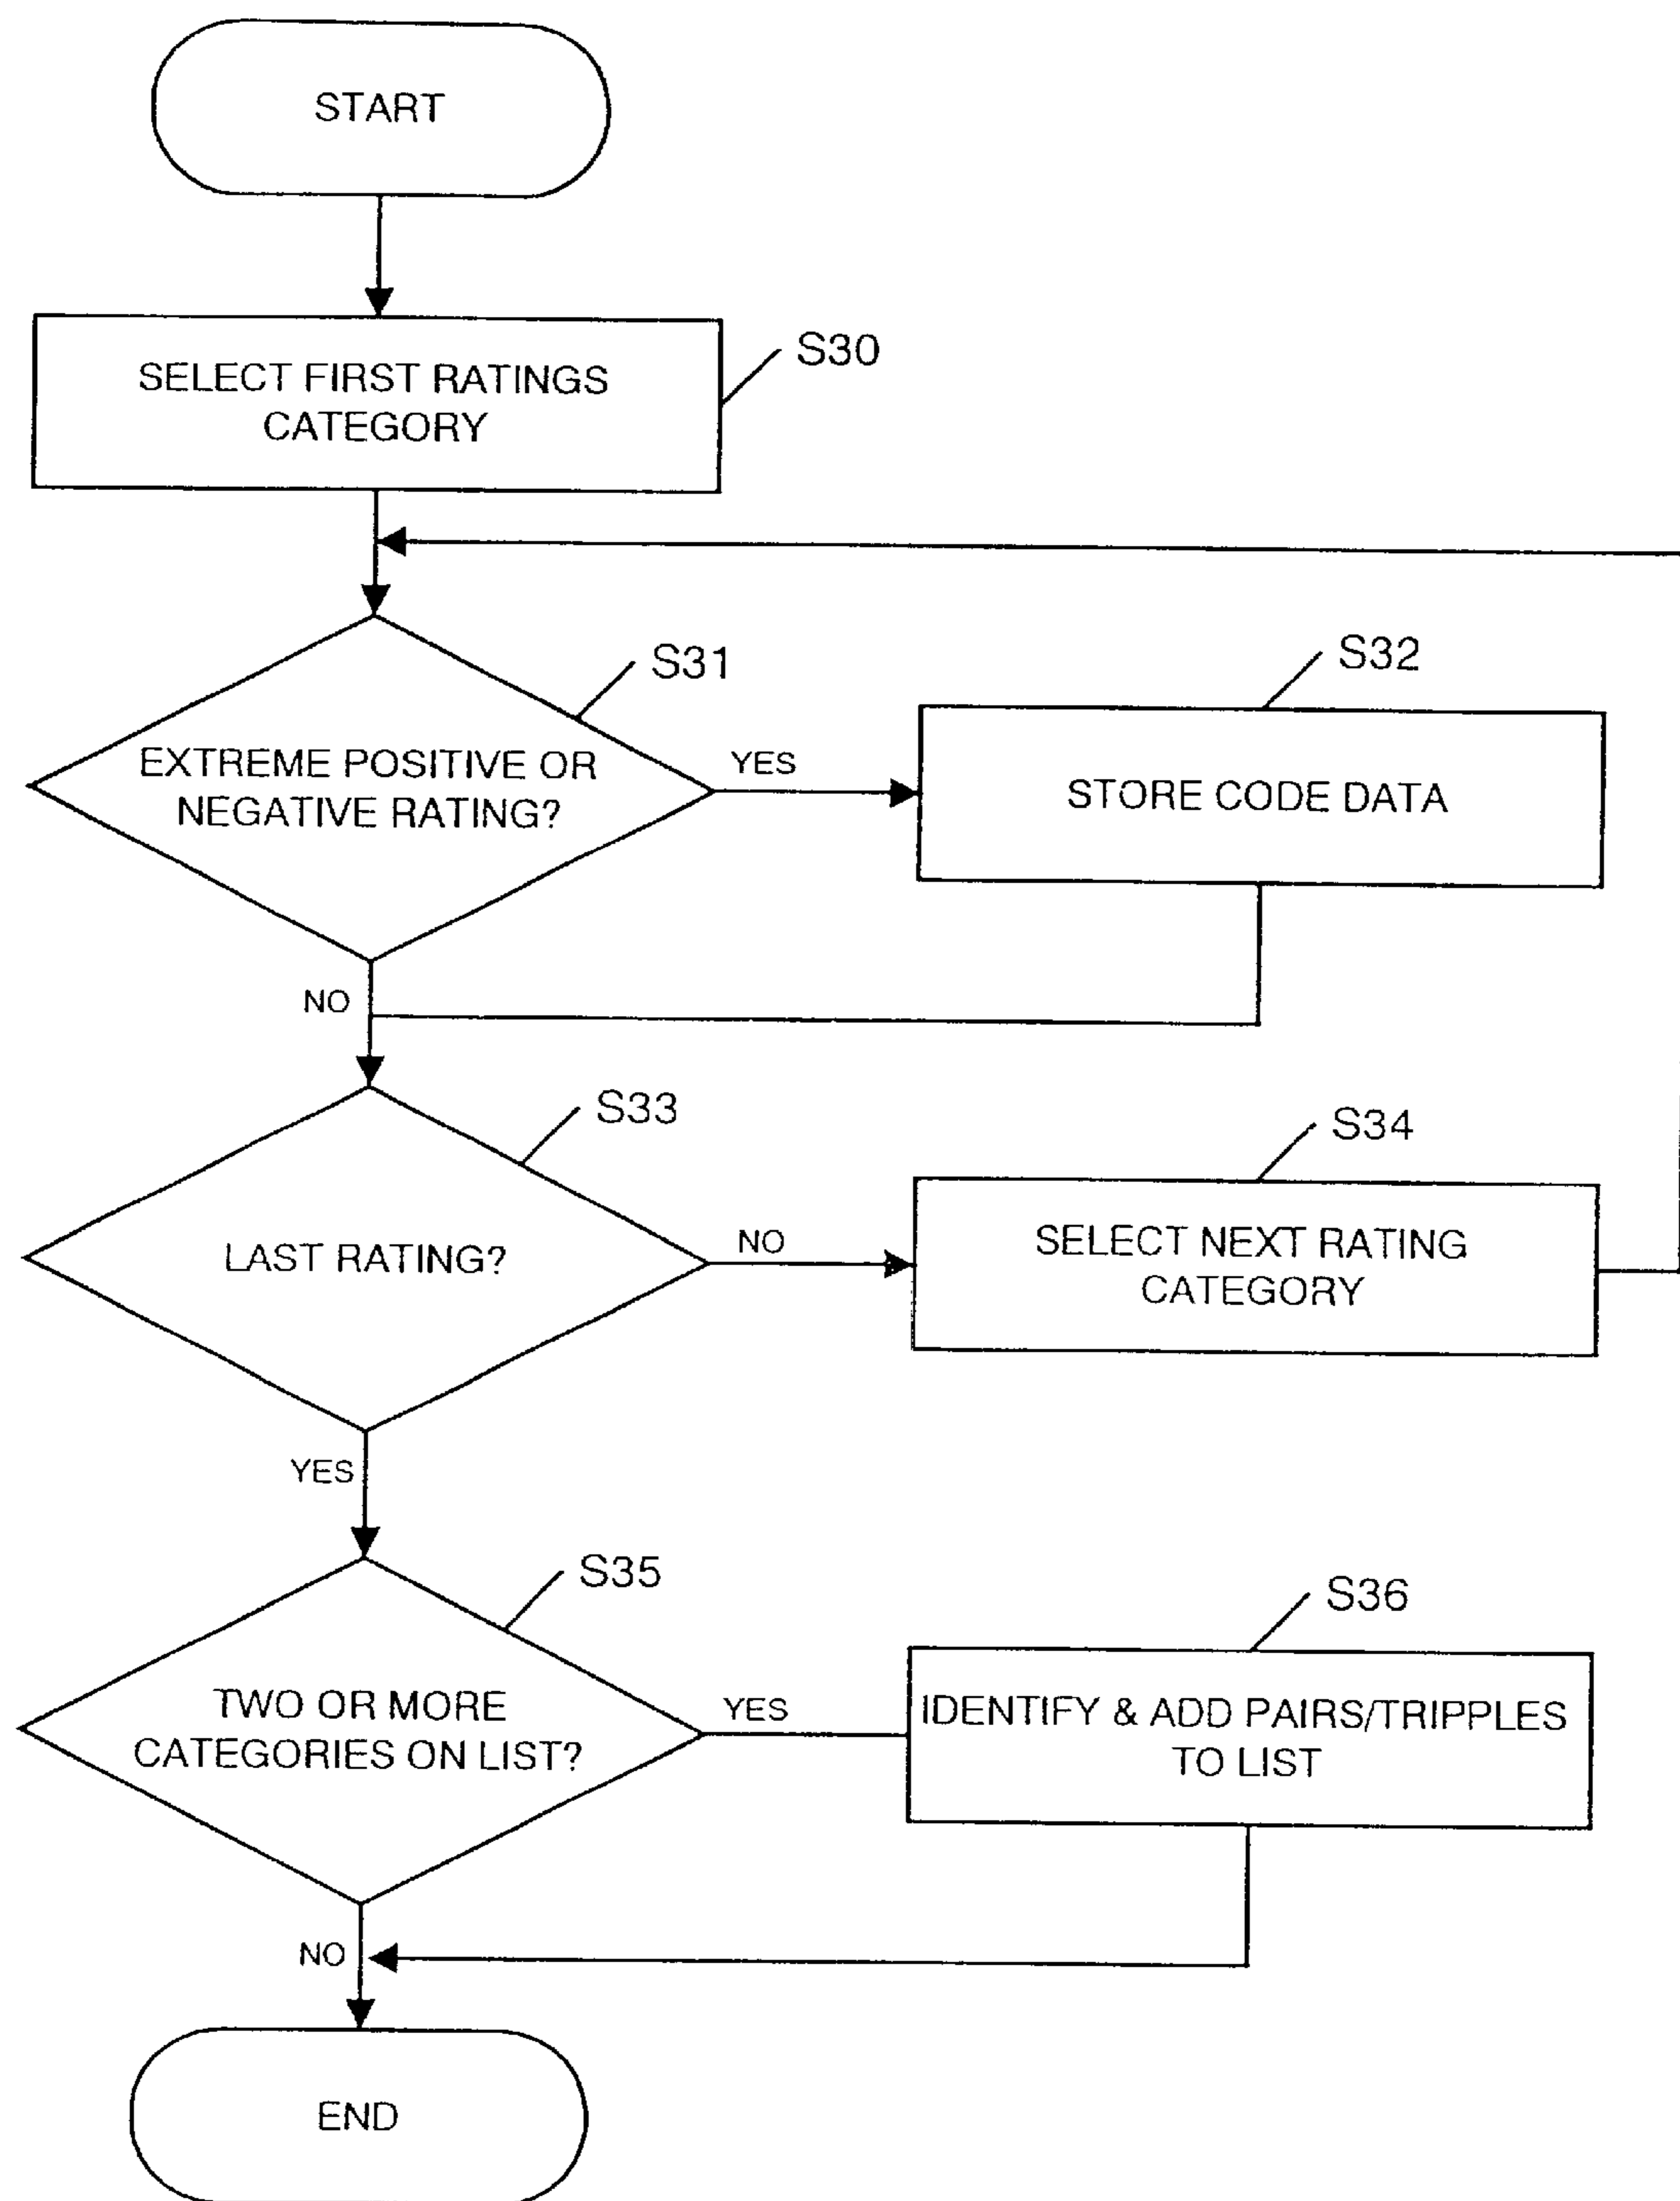 START
SELECT FIRST RATINGS
CATEGORY
S30
S31
EXTREME POSITIVE OR
NEGATIVE RATING?
YES
S32
STORE CODE DATA
NO
S33
LAST RATING?
NO
S34
SELECT NEXT RATING
CATEGORY
YES
S35
TWO OR MORE
CATEGORIES ON LIST?
YES
S36
IDENTIFY & ADD PAIRS/TRIPPLES
TO LIST
NO
END